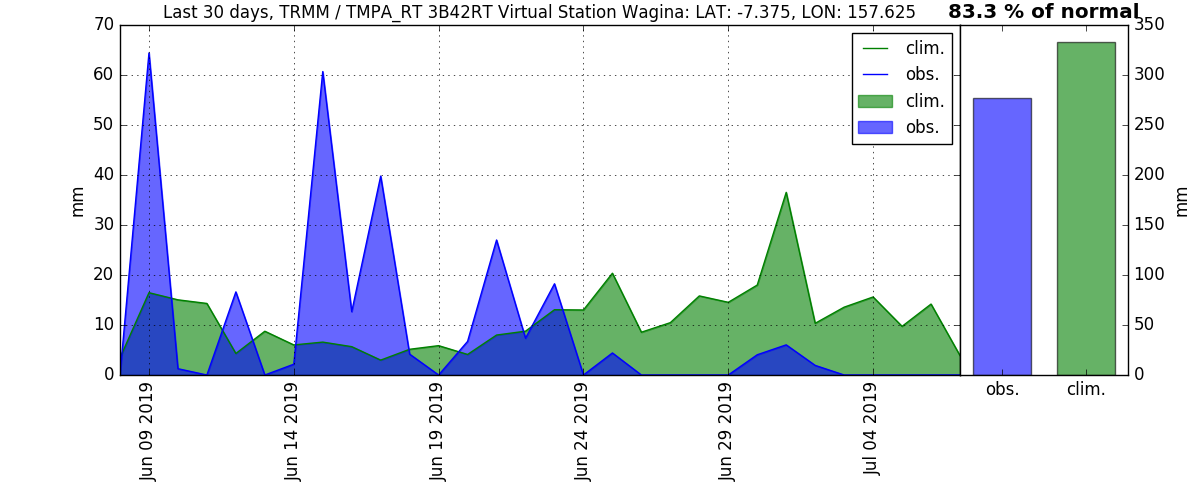 Last 30 days, TRMM / TMPA_RT 3B42RT Virtual Station Wagina: LAT: -7.375, LON: 157.625
83.3 % of normal
70
60
50
40
30
20
10
0
mm
clim.
obs.
clim.
obs.
Jun 09 2019
Jun 14 2019
Jun 19 2019
Jun 24 2019
Jun 29 2019
Jul 04 2019
350
300
250
200
150
100
50
0
mm
obs.
clim.